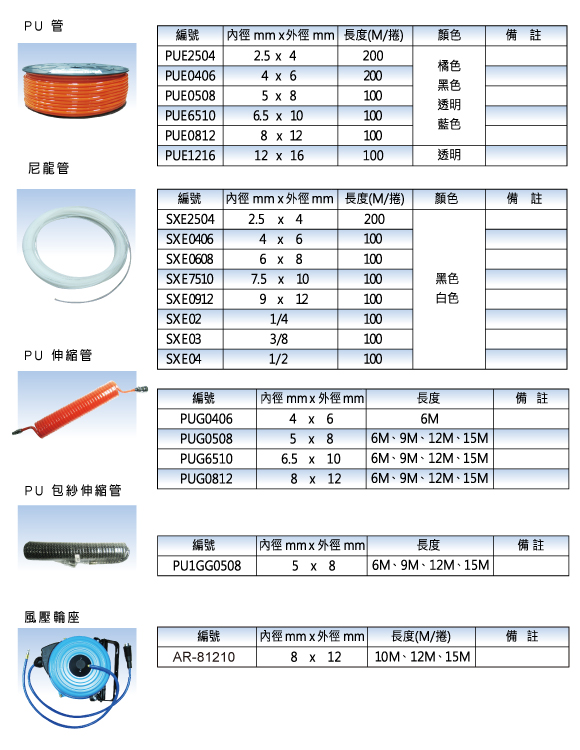 PU 管
編號 內徑 mm x 外徑 mm 長度(M/捲) 顏色 備 註
PUE2504 2.5 x 4 200
PUE0406 4 x 6 200
PUE0508 5 x 8 100
PUE6510 6.5 x 10 100
PUE0812 8 x 12 100
橘色
黑色
透明
藍色
PUE1216 12 x 16 100 透明
尼龍管
編號 內徑 mm x 外徑 mm 長度(M/捲) 顏色 備 註
SXE2504 2.5 x 4 200
SXE0406 4 x 6 100
SXE0608 6 x 8 100
SXE7510 7.5 x 10 100
SXE0912 9 x 12 100
SXE02 1/4 100
SXE03 3/8 100
SXE04 1/2 100
黑色
白色
PU 伸縮管
編號 內徑 mm x 外徑 mm 長度 備 註
PUG0406 4 x 6 6M
PUG0508 5 x 8 6M、9M、12M、15M
PUG6510 6.5 x 10 6M、9M、12M、15M
PUG0812 8 x 12 6M、9M、12M、15M
PU 包紗伸縮管
編號 內徑 mm x 外徑 mm 長度 備 註
PU1GG0508 5 x 8 6M、9M、12M、15M
風壓輪座
編號 內徑 mm x 外徑 mm 長度(M/捲) 備 註
AR-81210 8 x 12 10M、12M、15M